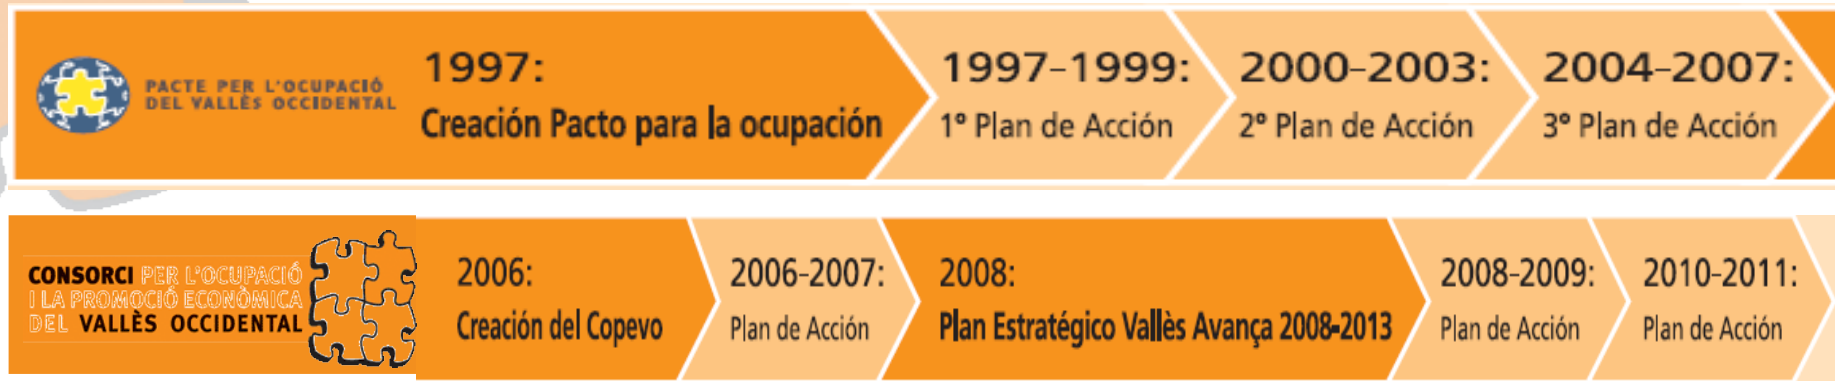 PACTE PER L'OCUPACIÓ
DEL VALLÈS OCCIDENTAL
1997:
Creación Pacto para la ocupación
1997-1999:
1º Plan de Acción
2000-2003:
2º Plan de Acción
2004-2007:
3º Plan de Acción
CONSORCI PER L'OCUPACIÓ
I LA PROMOCIÓ ECONÒMICA
DEL VALLÈS OCCIDENTAL
2006:
Creación del Copevo
2006-2007:
Plan de Acción
2008:
Plan Estratégico Vallès Avança 2008-2013
2008-2009:
Plan de Acción
2010-2011:
Plan de Acción